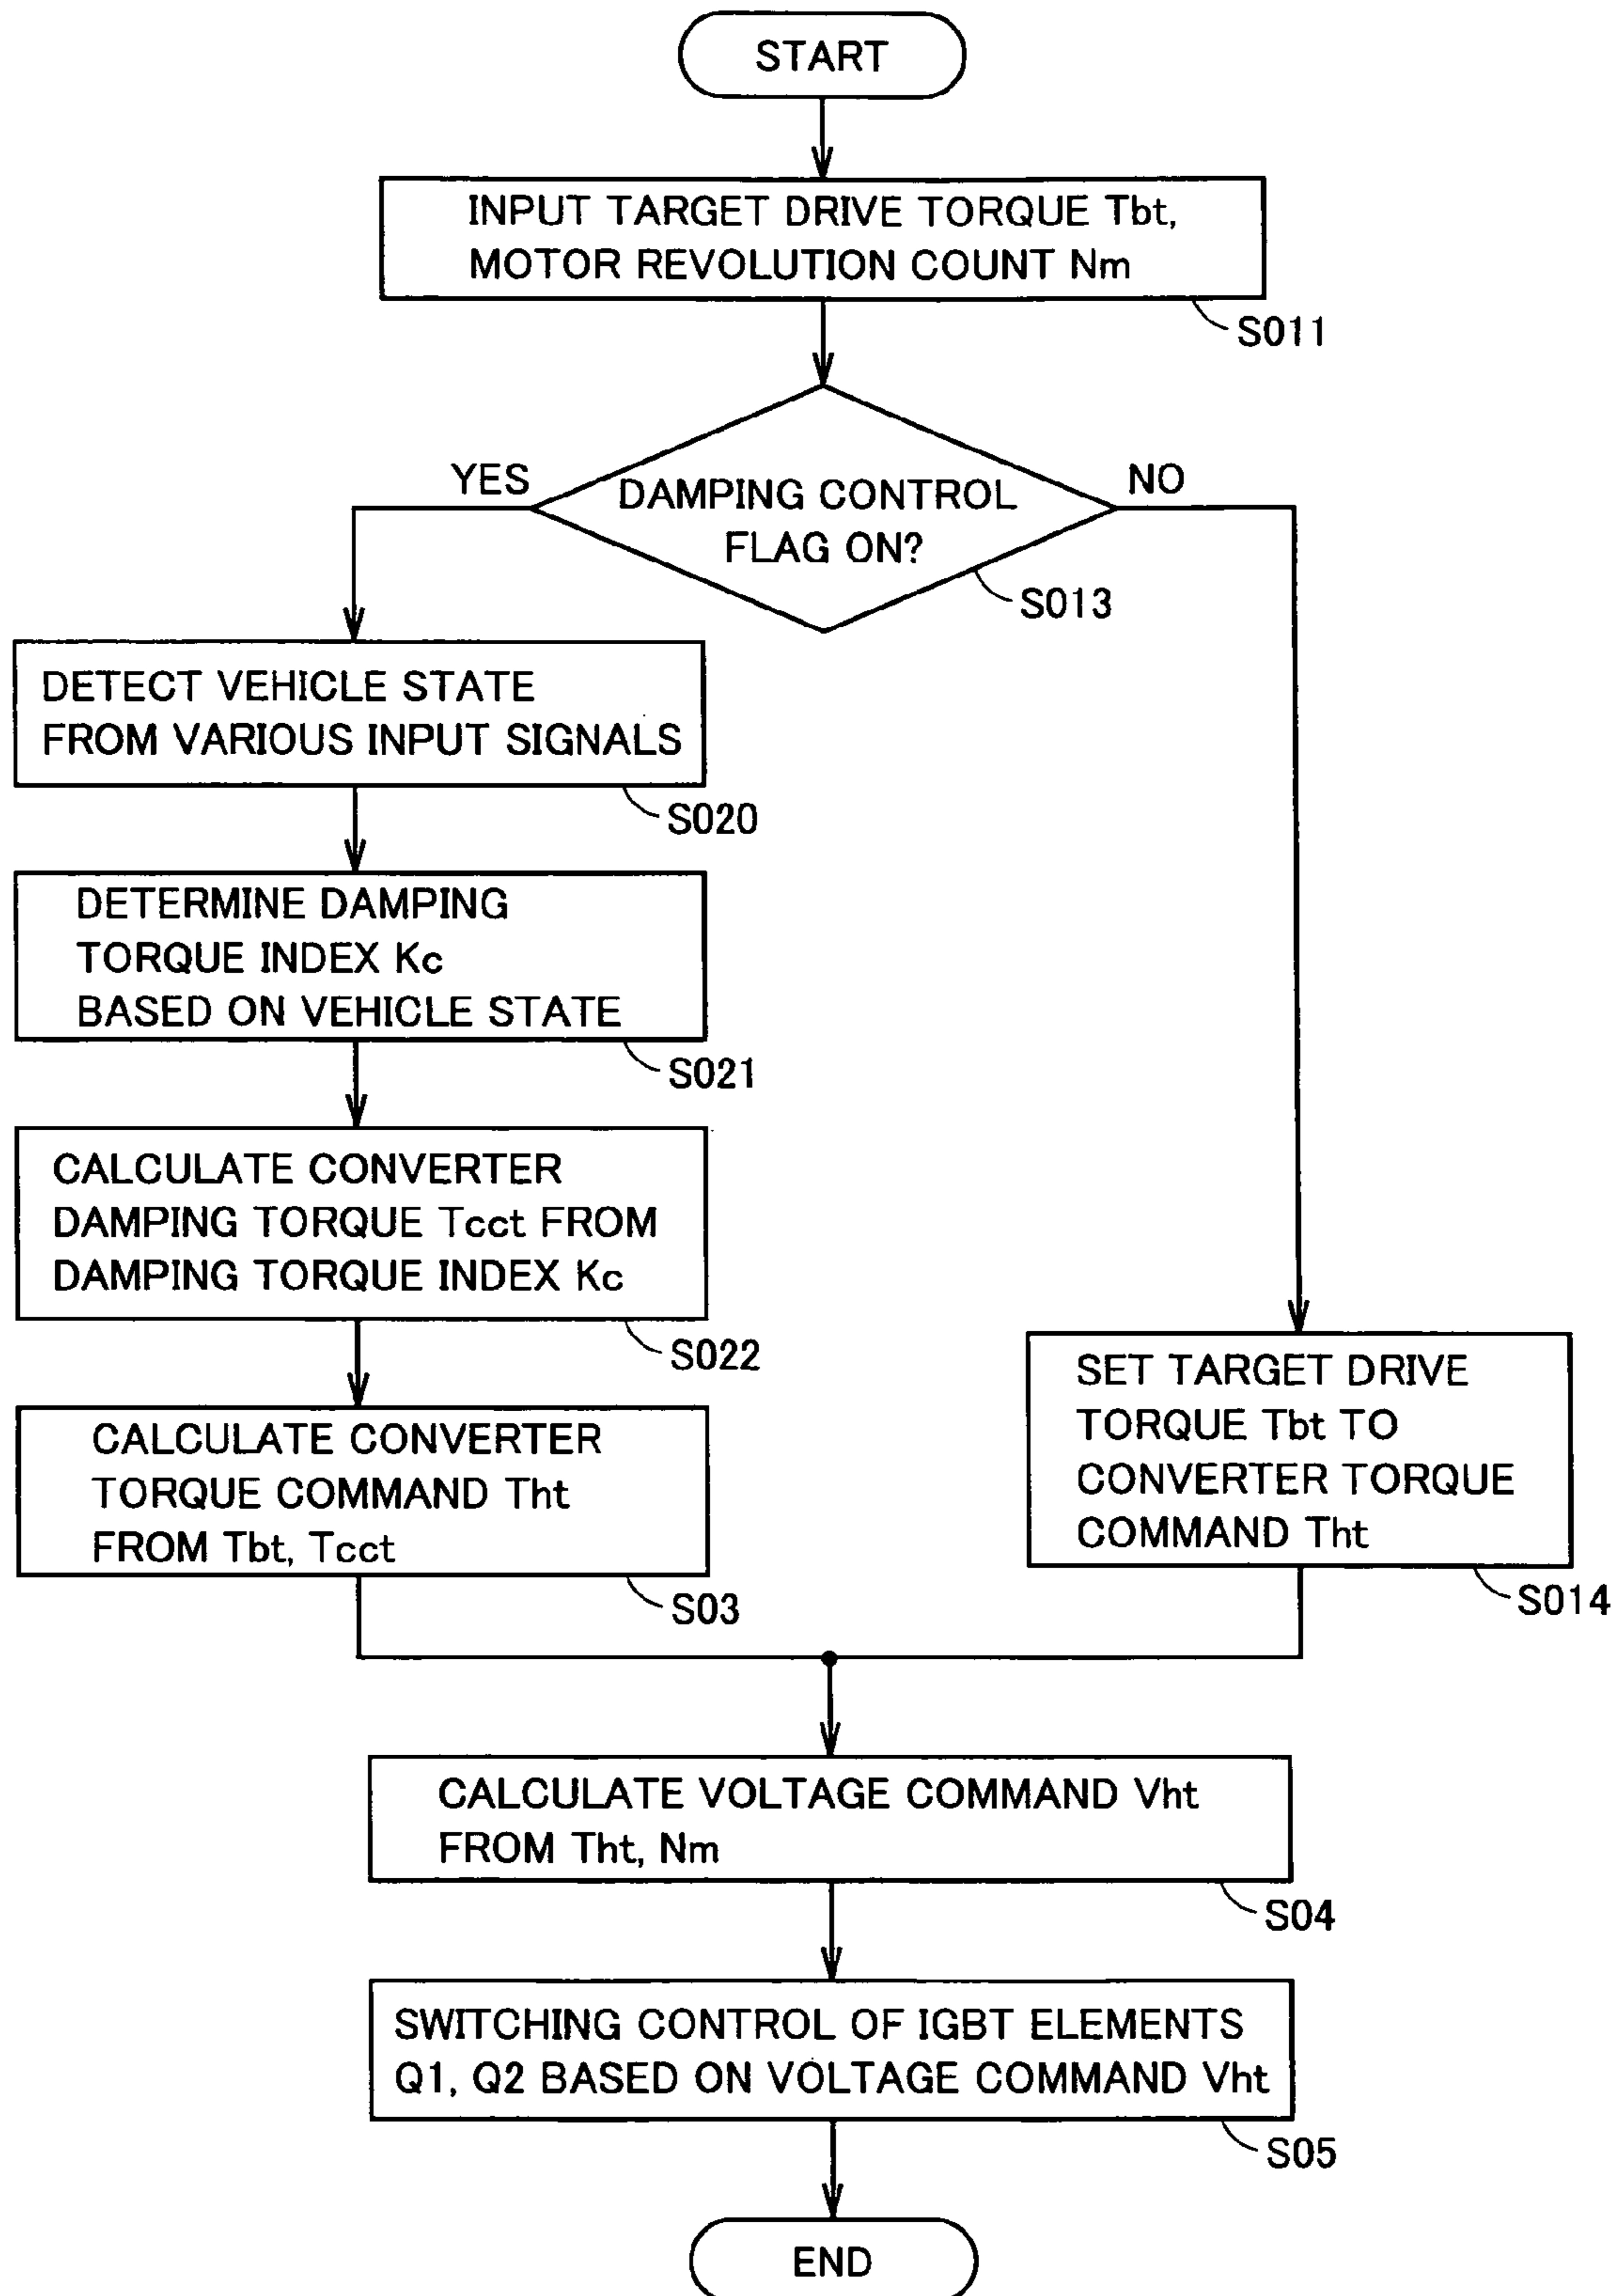 START
INPUT TARGET DRIVE TORQUE Tbt,
MOTOR REVOLUTION COUNT Nm
S011
YES
NO
DAMPING CONTROL
FLAG ON?
S013
DETECT VEHICLE STATE
FROM VARIOUS INPUT SIGNALS
S020
DETERMINE DAMPING
TORQUE INDEX Kc
BASED ON VEHICLE STATE
S021
CALCULATE CONVERTER
DAMPING TORQUE Tcct FROM
DAMPING TORQUE INDEX Kc
S022
CALCULATE CONVERTER
TORQUE COMMAND Tht
FROM Tbt, Tcct
S03
SET TARGET DRIVE
TORQUE Tbt TO
CONVERTER TORQUE
COMMAND Tht
S014
CALCULATE VOLTAGE COMMAND Vht
FROM Tht, Nm
S04
SWITCHING CONTROL OF IGBT ELEMENTS
Q1, Q2 BASED ON VOLTAGE COMMAND Vht
S05
END